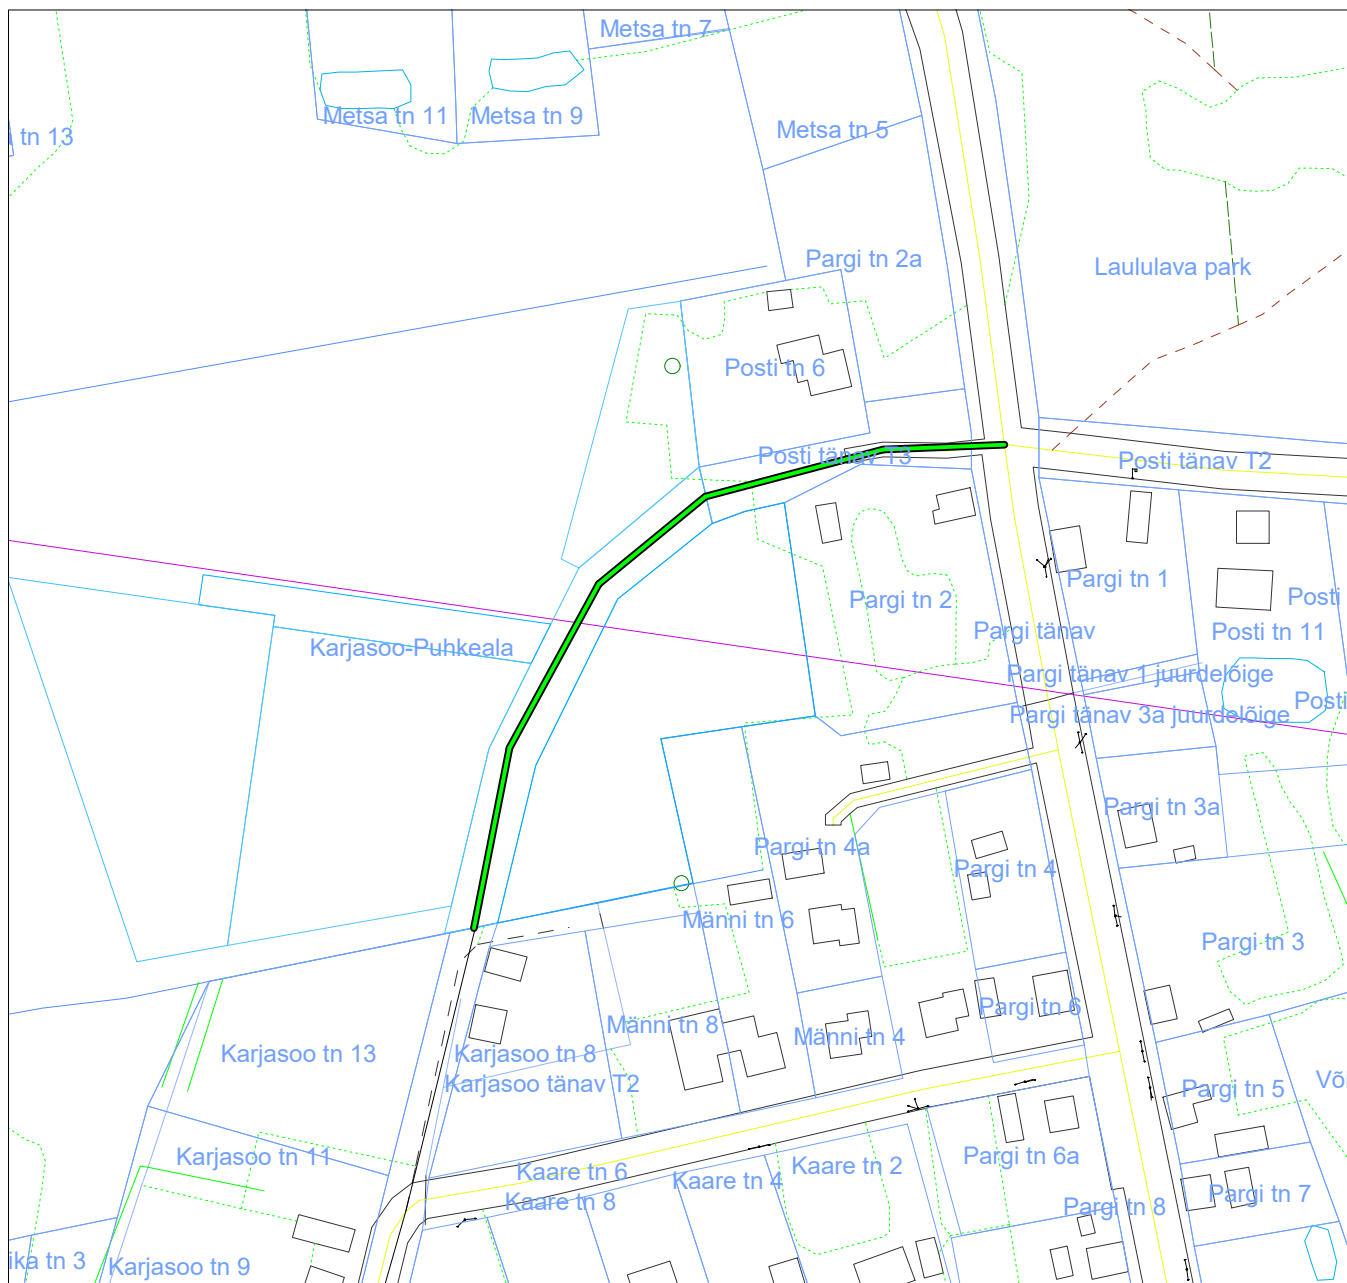 Metsa tn 7
Metsa tn 11
Metsa tn 9
Metsa tn 5
tn 13
Pargi tn 2a
Laululava park
Posti tn 6
Posti tänav T3
Posti tänav T2
Pargi tn 1
Pargi tn 2
Posti
Pargi tänav
Posti tn 11
Karjasoo-Puhkeala
Pargi tänav 1 juurdelõige
Posti
Pargi tänav 3a juurdelõige
Pargi tn 3a
Pargi tn 4a
Pargi tn 4
Männi tn 6
Pargi tn 3
Pargi tn 6
Männi tn 8
Männi tn 4
Karjasoo tn 13
Karjasoo tn 8
Karjasoo tänav T2
Pargi tn 5
Karjasoo tn 11
Kaare tn 6
Kaare tn 2
Pargi tn 6a
Kaare tn 4
Kaare tn 8
Pargi tn 7
Pargi tn 8
ika tn 3
Karjasoo tn 9